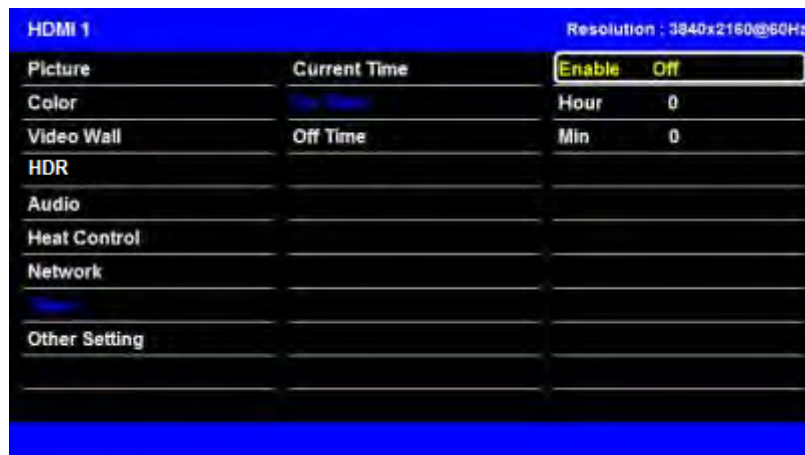 HDMI 1
Resolution : 3840x2160@60Hz
Picture
Current Time
Enable Off
Color
Hour 0
Video Wall
Off Time
Min 0
HDR
Audio
Heat Control
Network
Other Setting